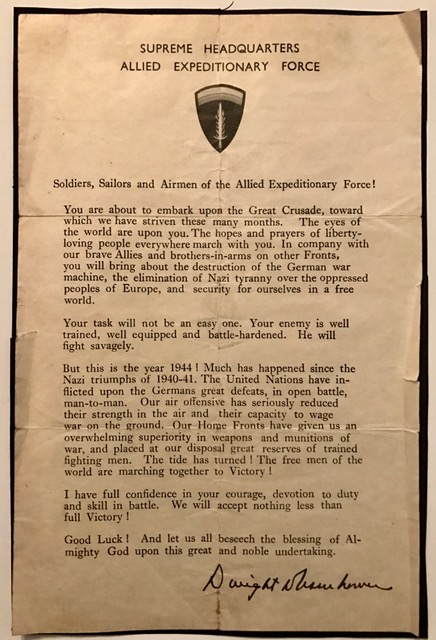 SUPREME HEADQUARTERS
ALLIED EXPEDITIONARY FORCE
Soldiers, Sailors and Airmen of the Allied Expeditionary Force!
You are about to embark upon the Great Crusade, toward
which we have striven these many months. The eyes of
the world are upon you. The hopes and prayers of liberty-
loving people everywhere march with you. In company with
our brave Allies and brothers-in-arms on other Fronts,
you will bring about the destruction of the German war
machine, the elimination of Nazi tyranny over the oppressed
peoples of Europe, and security for ourselves in a free
world.
Your task will not be an easy one. Your enemy is well
trained, well equipped and battle-hardened. He will
fight savagely.
But this is the year 1944! Much has happened since the
Nazi triumphs of 1940-41. The United Nations have in-
flicted upon the Germans great defeats, in open battle,
man-to-man. Our air offensive has seriously reduced
their strength in the air and their capacity to wage
war on the ground. Our Home Fronts have given us an
overwhelming superiority in weapons and munitions of
war, and placed at our disposal great reserves of trained
fighting men. The tide has turned! The free men of the
world are marching together to Victory!
I have full confidence in your courage, devotion to duty
and skill in battle. We will accept nothing less than
full Victory!
Good Luck! And let us all beseech the blessing of Al-
mighty God upon this great and noble undertaking.
Dwight D Eisenhower